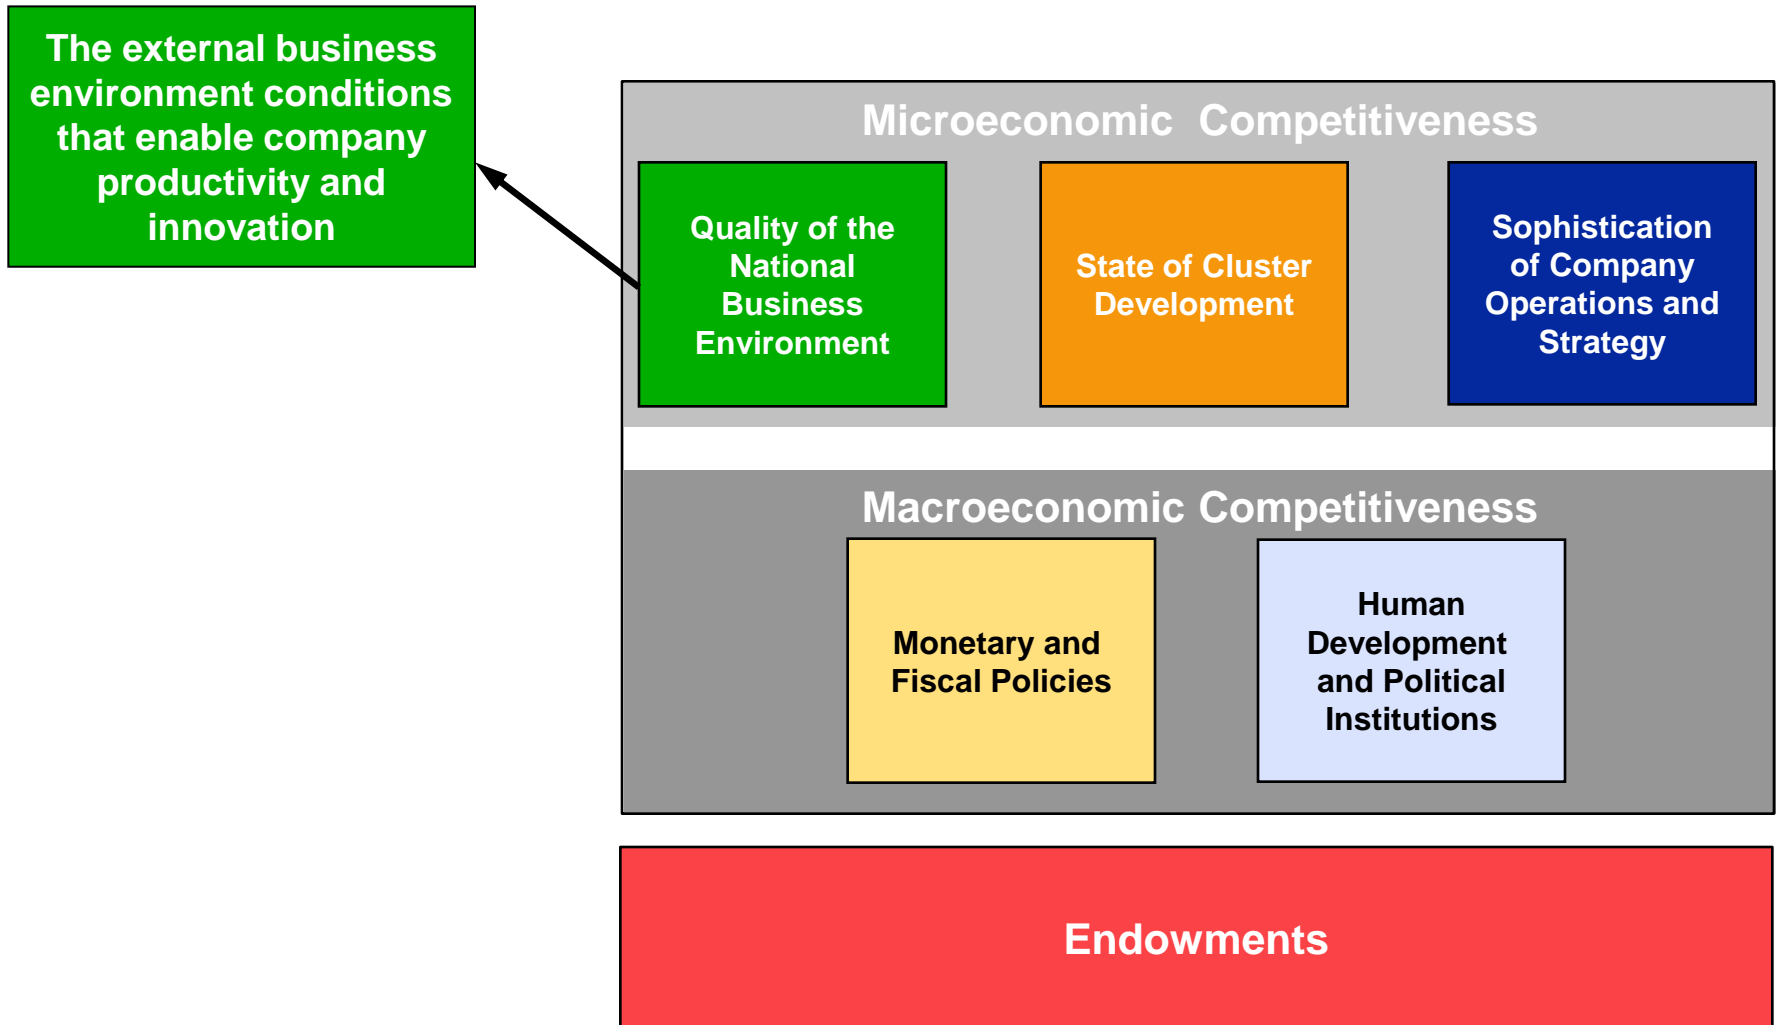 The external business
environment conditions
that enable company
productivity and
innovation
Microeconomic Competitiveness
Quality of the
National
Business
Environment
State of Cluster
Development
Sophistication
of Company
Operations and
Strategy
Macroeconomic Competitiveness
Monetary and
Fiscal Policies
Human
Development
and Political
Institutions
Endowments